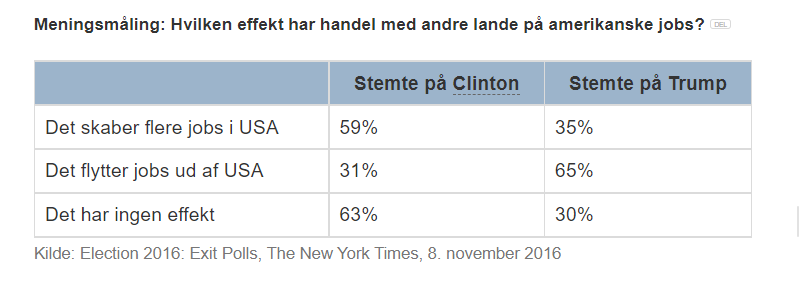 Meningsmåling: Hvilken effekt har handel med andre lande på amerikanske jobs? DEL
Stemte på Clinton Stemte på Trump
Det skaber flere jobs i USA 59% 35%
Det flytter jobs ud af USA 31% 65%
Det har ingen effekt 63% 30%
Kilde: Election 2016: Exit Polls, The New York Times, 8. november 2016